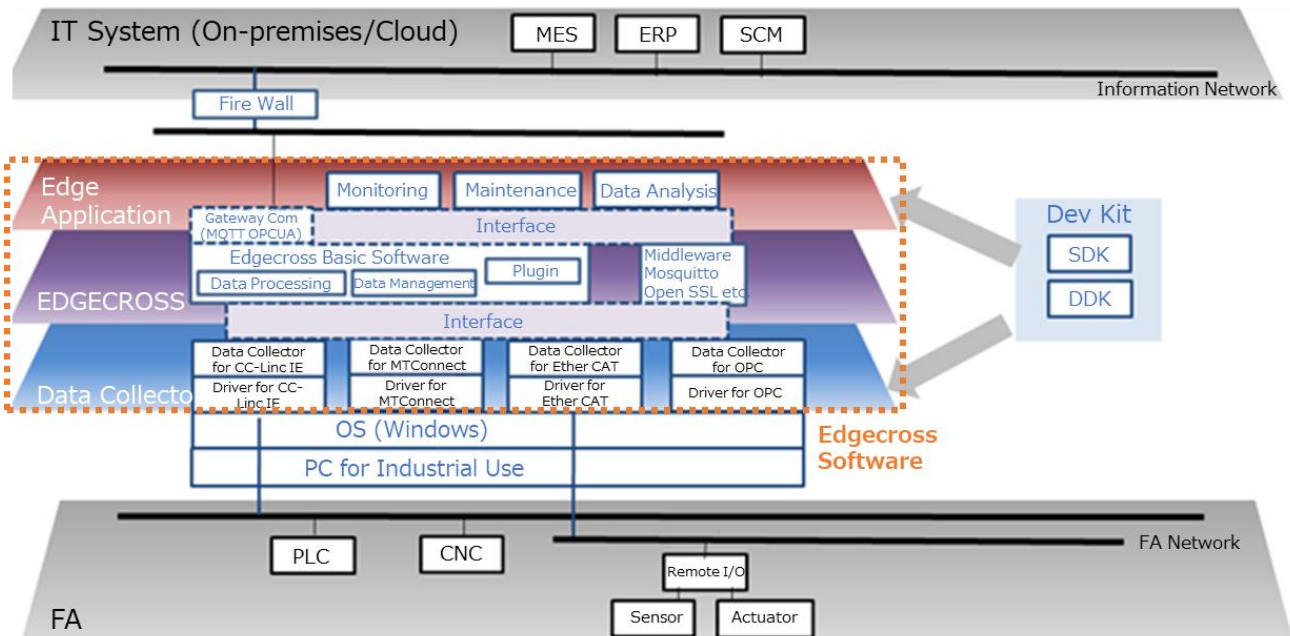 IT System (On-premises/Cloud)
MES
ERP
SCM
Information Network
Fire Wall
Edge
Application
Monitoring
Maintenance
Data Analysis
Gateway Com
(MQTT OPCUA)
Interface
Dev Kit
SDK
DDK
EDGECROSS
Edgecross Basic Software
Data Processing
Data Management
Plugin
Middleware
Mosquitto
Open SSL etc.
Interface
Data Collecto
Data Collector
for CC-Linc IE
Data Collector
for MTConnect
Data Collector
for Ether CAT
Data Collector
for OPC
Driver for CC-
Linc IE
Driver for
MTConnect
Driver for
Ether CAT
Driver for OPC
OS (Windows)
PC for Industrial Use
Edgecross
Software
PLC
CNC
FA Network
Remote I/O
Sensor
Actuator
FA